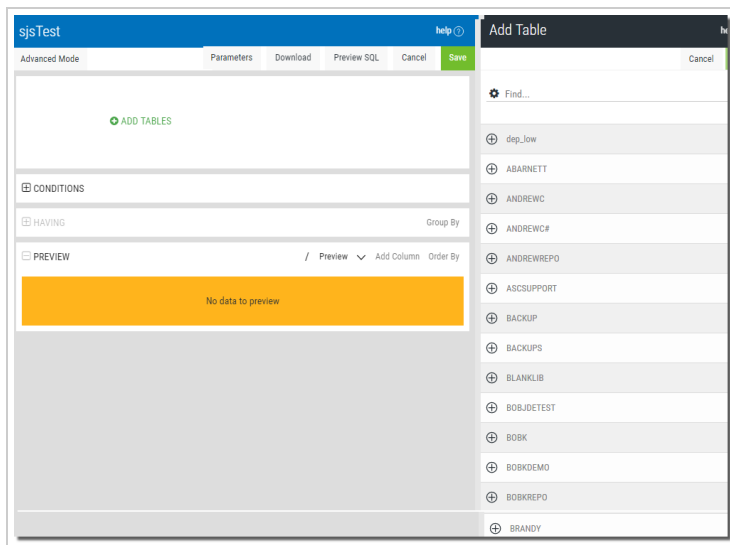 sjsTest help ?
Advanced Mode Parameters Download Preview SQL Cancel Save
ADD TABLES
CONDITIONS
HAVING Group By
PREVIEW / Preview Add Column Order By
No data to preview
Add Table
Cancel
Find...
dep_low
ABARNETT
ANDREWC
ANDREWC#
ANDREWREPO
ASCSUPPORT
BACKUP
BACKUPS
BLANKLIB
BOBJDETEST
BOBK
BOBKDEMO
BOBKREPO
BRANDY